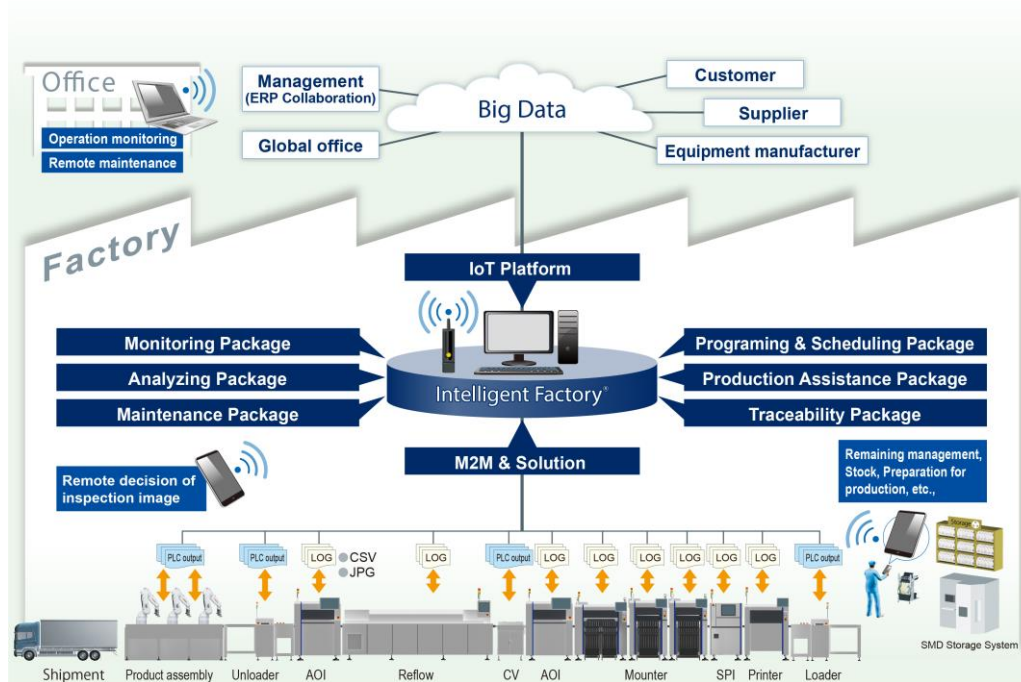 Office
Operation monitoring
Remote maintenance
Management
(ERP Collaboration)
Global office
Big Data
Customer
Supplier
Equipment manufacturer
Factory
IoT Platform
Monitoring Package
Analyzing Package
Maintenance Package
Intelligent Factory®
Programing & Scheduling Package
Production Assistance Package
Traceability Package
M2M & Solution
Remote decision of
inspection image
Remaining management,
Stock, Preparation for
production, etc.,
PLC output
PLC output
LOG
CSV
JPG
LOG
PLC output
LOG
LOG
LOG
LOG
LOG
LOG
PLC output
Storage
SMD Storage System
Shipment
Product assembly
Unloader
AOI
Reflow
CV
AOI
Mounter
SPI
Printer
Loader